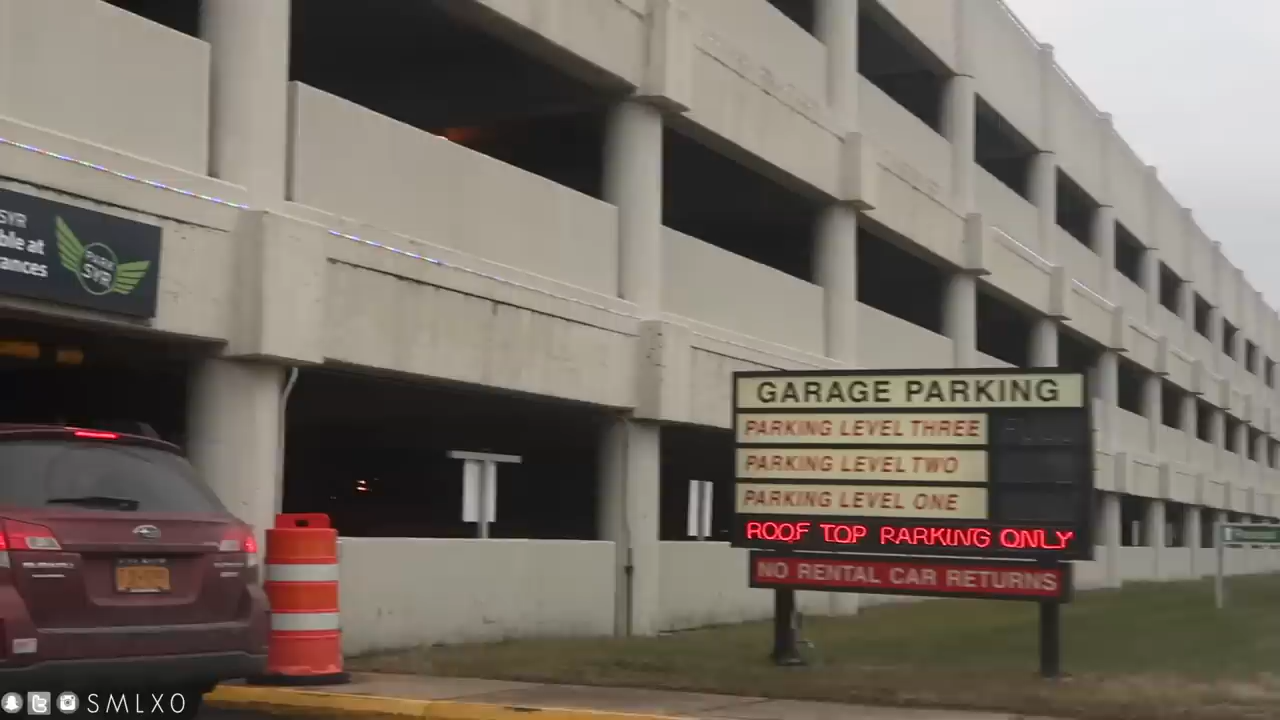 SYR
ble at
ances
PARK
SYR
GARAGE PARKING
PARKING LEVEL THREE
PARKING LEVEL TWO
PARKING LEVEL ONE
ROOF TOP PARKING ONLY
NO RENTAL CAR RETURNS
SMLXO